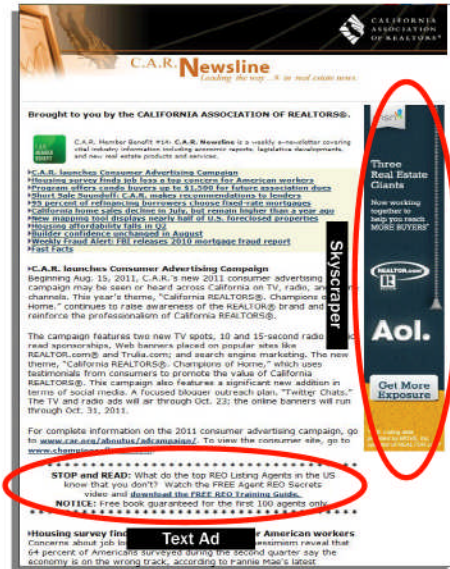 CALIFORNIA
ASSOCIATION
OF REALTORS®
C.A.R. Newsline
Leading the way...® in real estate news.
Brought to you by the CALIFORNIA ASSOCIATION OF REALTORS®.
C.A.R. Member Benefit #14: C.A.R. Newsline is a weekly e-newsletter covering
vital industry information including economic reports, legislative developments,
and new real estate products and services.
C.A.R. launches Consumer Advertising Campaign
Housing survey finds job loss a top concern for American workers
Program offers condo buyers up to $1,500 for future association dues
Short Sale Soundoff: C.A.R. makes recommendations to lenders
95 percent of refinancing borrowers choose fixed rate mortgages
California home sales decline in July, but remain higher than a year ago
New mapping tool displays nearly half of U.S. foreclosed properties
Housing affordability falls in Q2
Builder confidence unchanged in August
Weekly Fraud Alert: FBI releases 2010 mortgage fraud report
Fast Facts
C.A.R. launches Consumer Advertising Campaign
Beginning Aug. 15, 2011, C.A.R.'s new 2011 consumer advertising
campaign may be seen or heard across California on TV, radio, an
channels. This year's theme, "California REALTORS®. Champions o
Home." continues to raise awareness of the REALTOR® brand and
reinforce the professionalism of California REALTORS®.
The campaign features two new TV spots, 10 and 15-second radio
read sponsorships, Web banners placed on popular sites like
REALTOR.com® and Trulia.com; and search engine marketing. The new
theme, "California REALTORS®. Champions of Home," which uses
testimonials from consumers to promote the value of California
REALTORS®. This campaign also features a significant new addition in
terms of social media. A focused blogger outreach plan, "Twitter Chats."
The TV and radio ads will air through Oct. 23; the online banners will run
through Oct. 31, 2011.
For complete information on the 2011 consumer advertising campaign, go
to www.car.org/aboutus/adcampaign/. To view the consumer site, go to
Skyscraper
Three
Real Estate
Giants
Now working
together to
help you reach
MORE BUYERS*
REALTOR.com®
Aol.
Get More
Exposure
STOP and READ: What do the top REO Listing Agents in the US
know that you don't? Watch the FREE Agent REO Secrets
video and download the FREE REO Training Guide.
NOTICE: Free book guaranteed for the first 100 agents only.
Text Ad
Housing survey fin American workers
Concerns about job lo pessimism reveal that
64 percent of Americans surveyed during the second quarter say the
economy is on the wrong track, according to Fannie Mae's latest